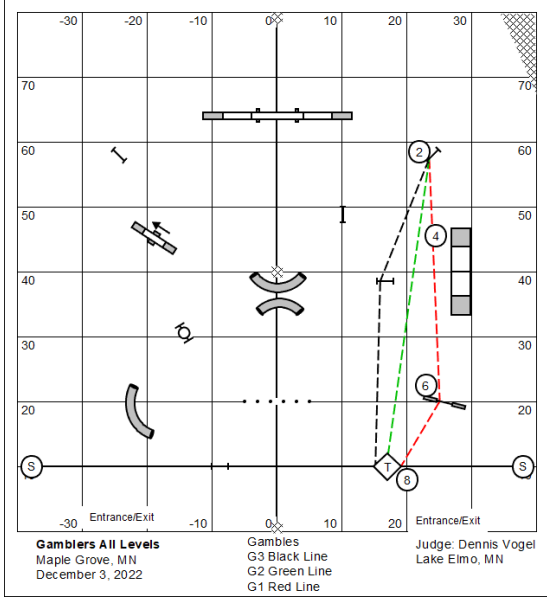 -30 -20 -10 0 10 20 30
70 70
60 60
2
50 50
4
40 40
30 30
6
20 20
S T S
8
-30 -20 -10 0 10 20 30
Entrance/Exit Entrance/Exit
Gamblers All Levels
Maple Grove, MN
December 3, 2022
Gambles
G3 Black Line
G2 Green Line
G1 Red Line
Judge: Dennis Vogel
Lake Elmo, MN